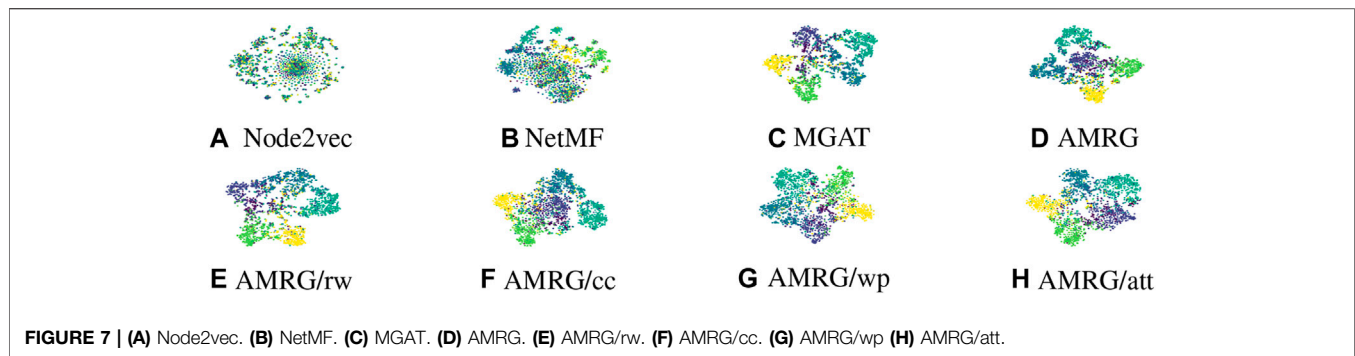 A Node2vec
B NetMF
C MGAT
D AMRG
E AMRG/rw
F AMRG/cc
G AMRG/wp
H AMRG/att
FIGURE 7 | (A) Node2vec. (B) NetMF. (C) MGAT. (D) AMRG. (E) AMRG/rw. (F) AMRG/cc. (G) AMRG/wp (H) AMRG/att.